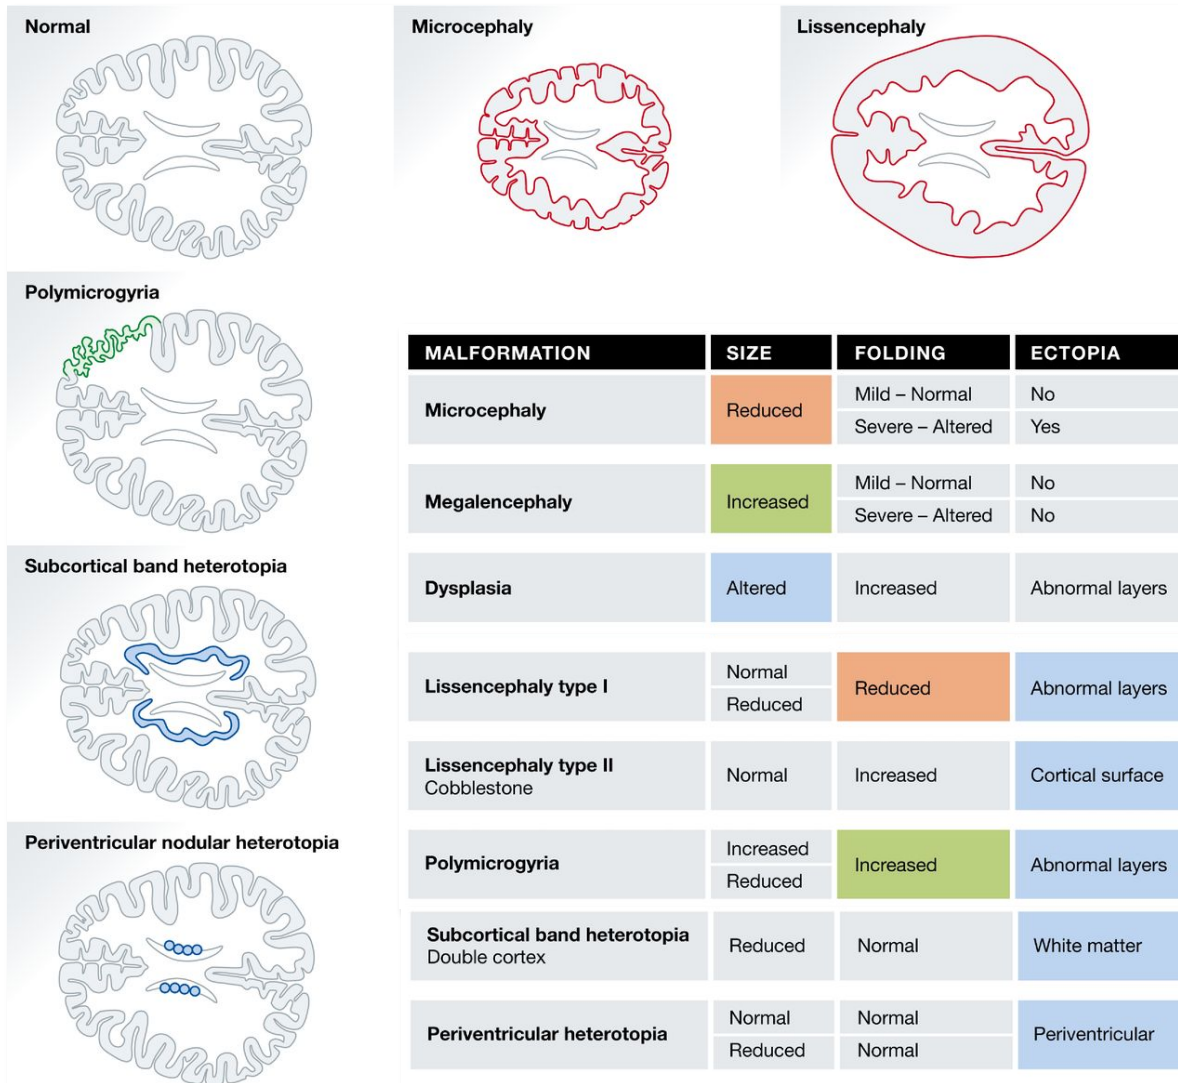 Normal
Microcephaly
Lissencephaly
Polymicrogyria
Subcortical band heterotopia
Periventricular nodular heterotopia
MALFORMATION SIZE FOLDING ECTOPIA
Microcephaly Reduced Mild – Normal No
Severe – Altered Yes
Megalencephaly Increased Mild – Normal No
Severe – Altered No
Dysplasia Altered Increased Abnormal layers
Lissencephaly type I Normal Reduced Abnormal layers
Reduced
Lissencephaly type II Normal Increased Cortical surface
Cobblestone
Polymicrogyria Increased Increased Abnormal layers
Reduced
Subcortical band heterotopia Reduced Normal White matter
Double cortex
Periventricular heterotopia Normal Normal Periventricular
Reduced Normal